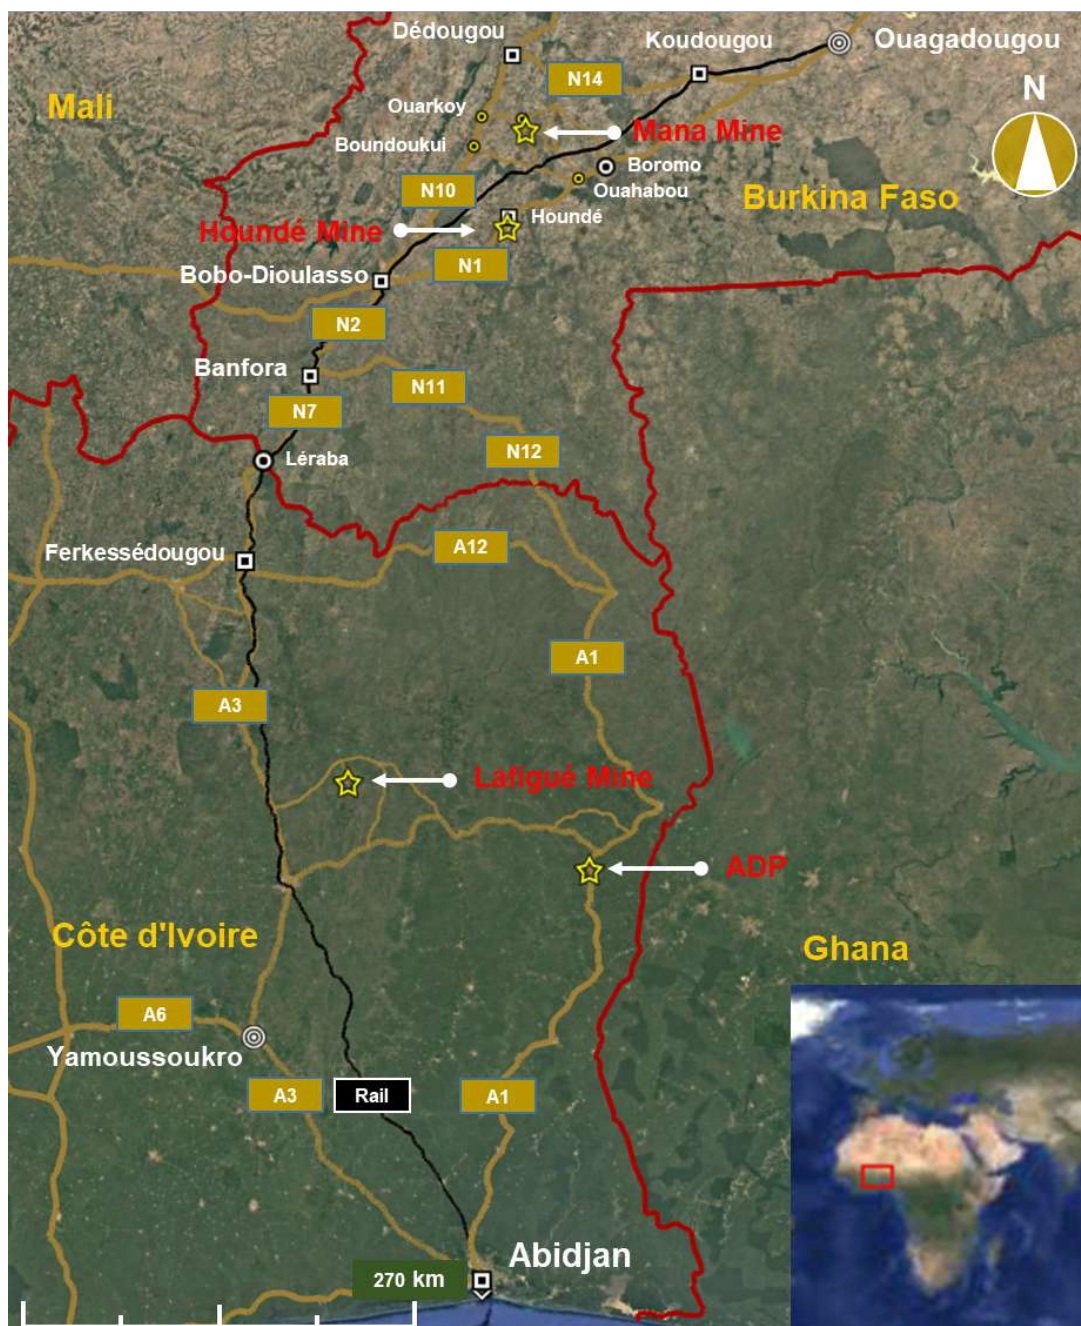 Dédougou
Koudougou
Ouagadougou
N14
Mali
N
Ouarkoy
Mana Mine
Boundoukui
Boromo
Ouahabou
N10
Burkina Faso
Houndé
Houndé Mine
N1
Bobo-Dioulasso
N2
Banfora
N11
N7
N12
Léraba
A12
Ferkessédougou
A1
A3
Lafigué Mine
ADP
Côte d'Ivoire
Ghana
A6
Yamoussoukro
A3
Rail
A1
Abidjan
270 km